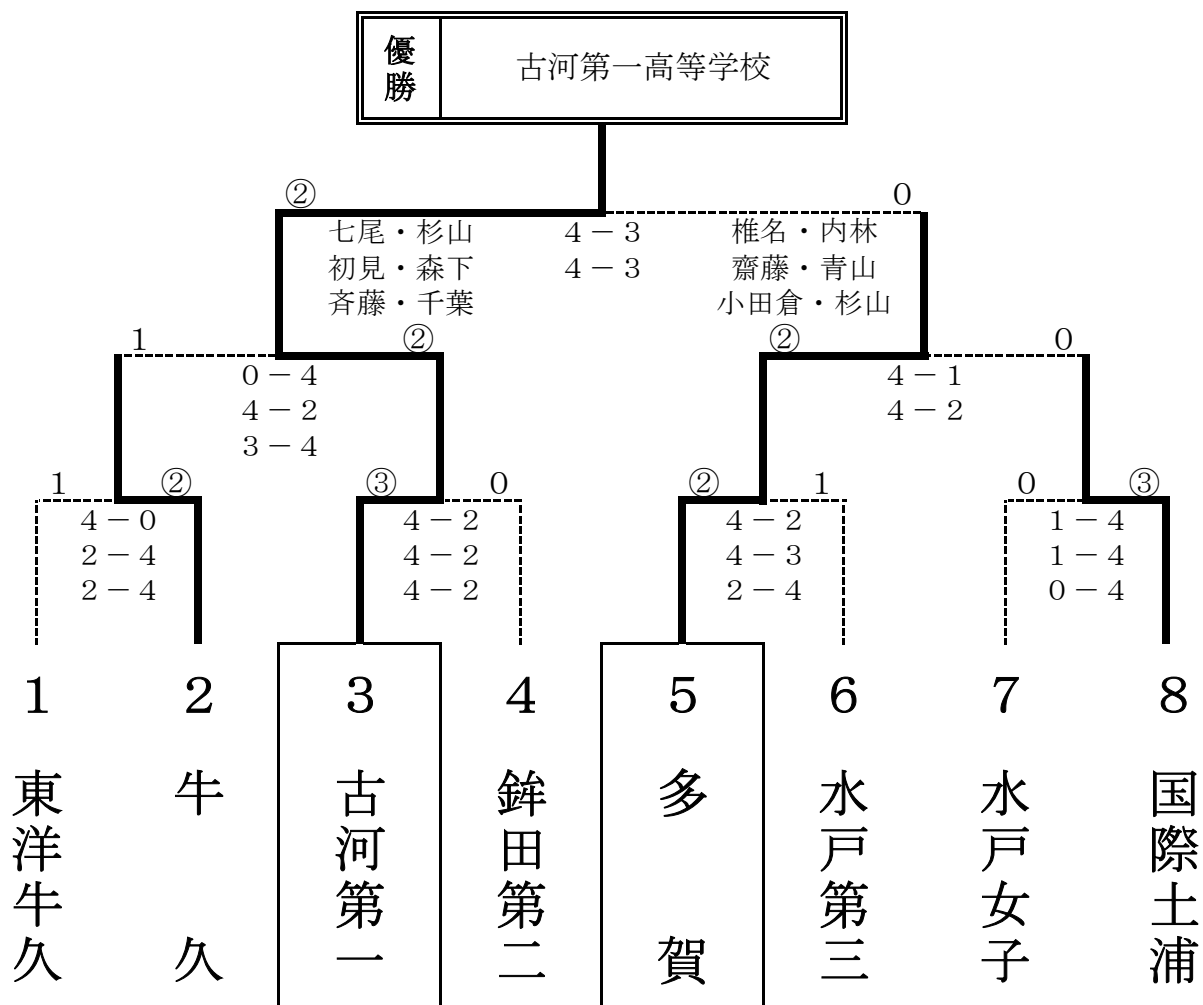 優勝
古河第一高等学校
② 0
七尾・杉山 4－3 椎名・内林
初見・森下 4－3 齋藤・青山
斉藤・千葉 小田倉・杉山
1 ② ② 0
0－4 4－1
4－2 4－2
3－4
1 ② ③ 0 ② 1 0 ③
4－0 4－2 4－2 1－4
2－4 4－2 4－3 1－4
2－4 4－2 2－4 0－4
1 2 3 4 5 6 7 8
東洋牛久
牛久
古河第一
鉾田第二
多賀
水戸第三
水戸女子
国際土浦